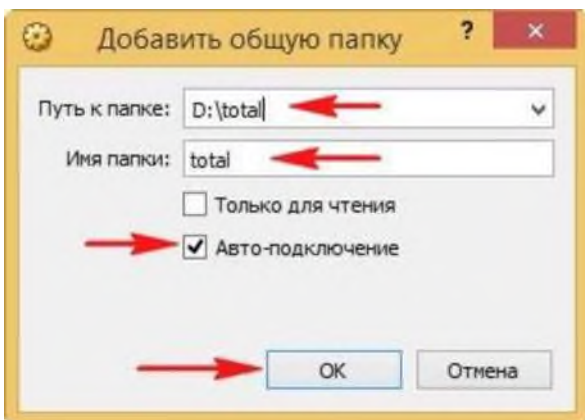 Добавить общую папку ?
Путь к папке: D:\total
Имя папки: total
Только для чтения
Авто-подключение
OK Отмена